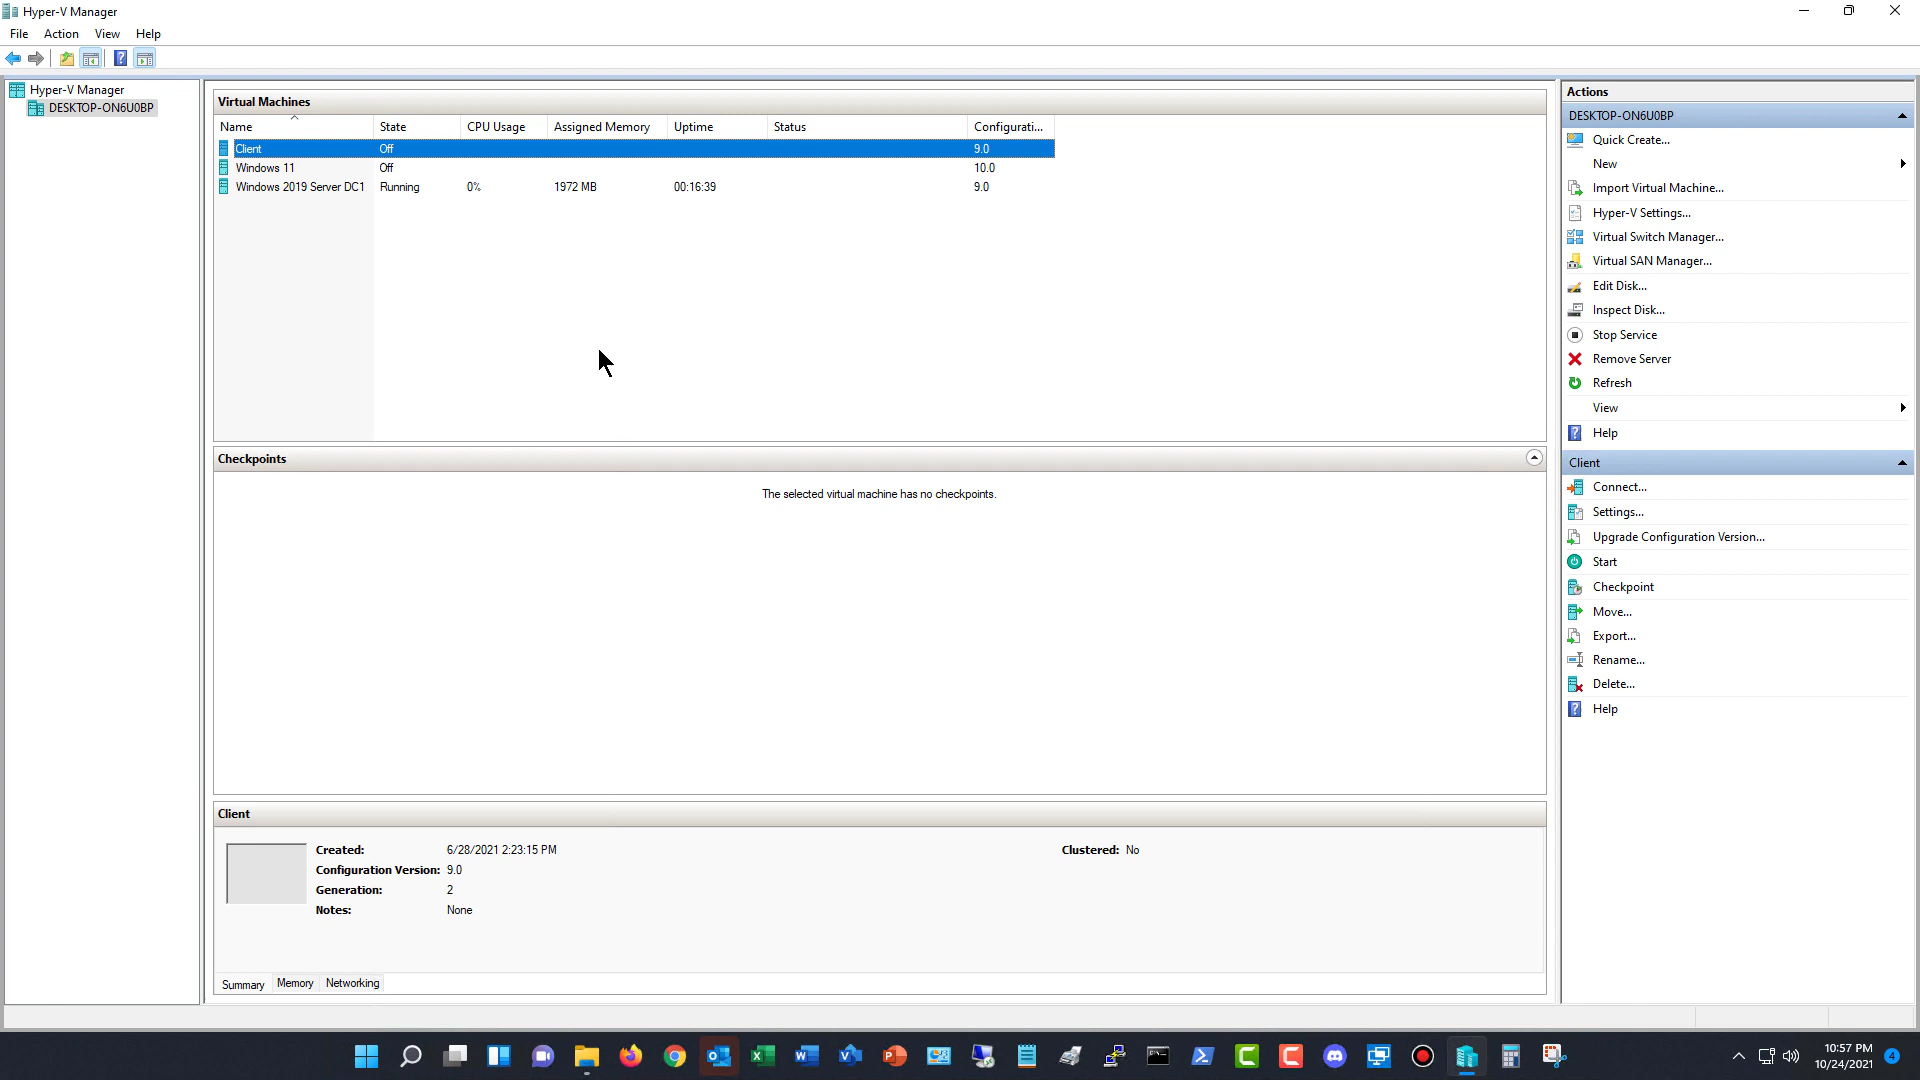 Hyper-V Manager
File Action View Help
Hyper-V Manager
DESKTOP-ON6U0BP
Virtual Machines
Name State CPU Usage Assigned Memory Uptime Status Configurati...
Client Off 9.0
Windows 11 Off 10.0
Windows 2019 Server DC1 Running 0% 1972 MB 00:16:39 9.0
Checkpoints
The selected virtual machine has no checkpoints.
Client
Created: 6/28/2021 2:23:15 PM Clustered: No
Configuration Version: 9.0
Generation: 2
Notes: None
Summary Memory Networking
Actions
DESKTOP-ON6U0BP
Quick Create...
New
Import Virtual Machine...
Hyper-V Settings...
Virtual Switch Manager...
Virtual SAN Manager...
Edit Disk...
Inspect Disk...
Stop Service
Remove Server
Refresh
View
Help
Client
Connect...
Settings...
Upgrade Configuration Version...
Start
Checkpoint
Move...
Export...
Rename...
Delete...
Help
10:57 PM
10/24/2021
4